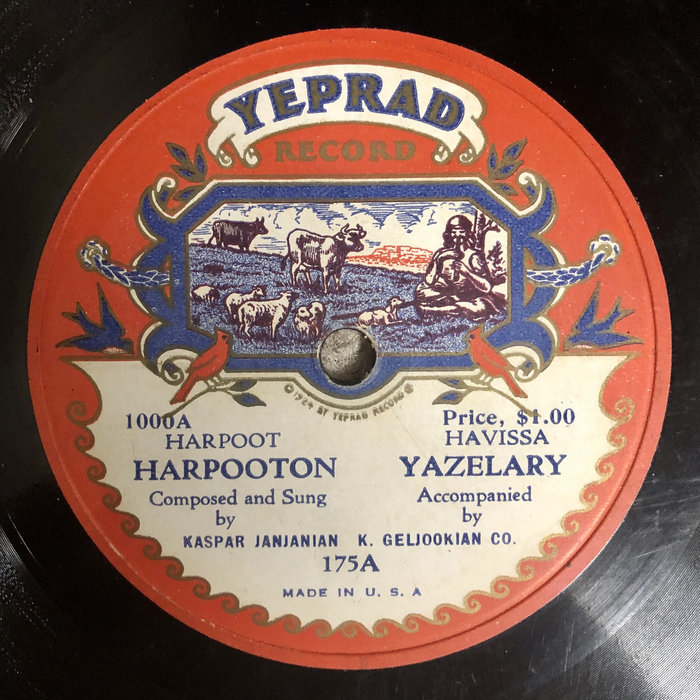 YEPRAD
RECORD
© 1924 BY YEPRAD RECORD ®
1000A Price, $1.00
HARPOOT HAVISSA
HARPOOTON YAZELARY
Composed and Sung Accompanied
by by
KASPAR JANJANIAN K. GELJOOKIAN CO.
175A
MADE IN U. S. A